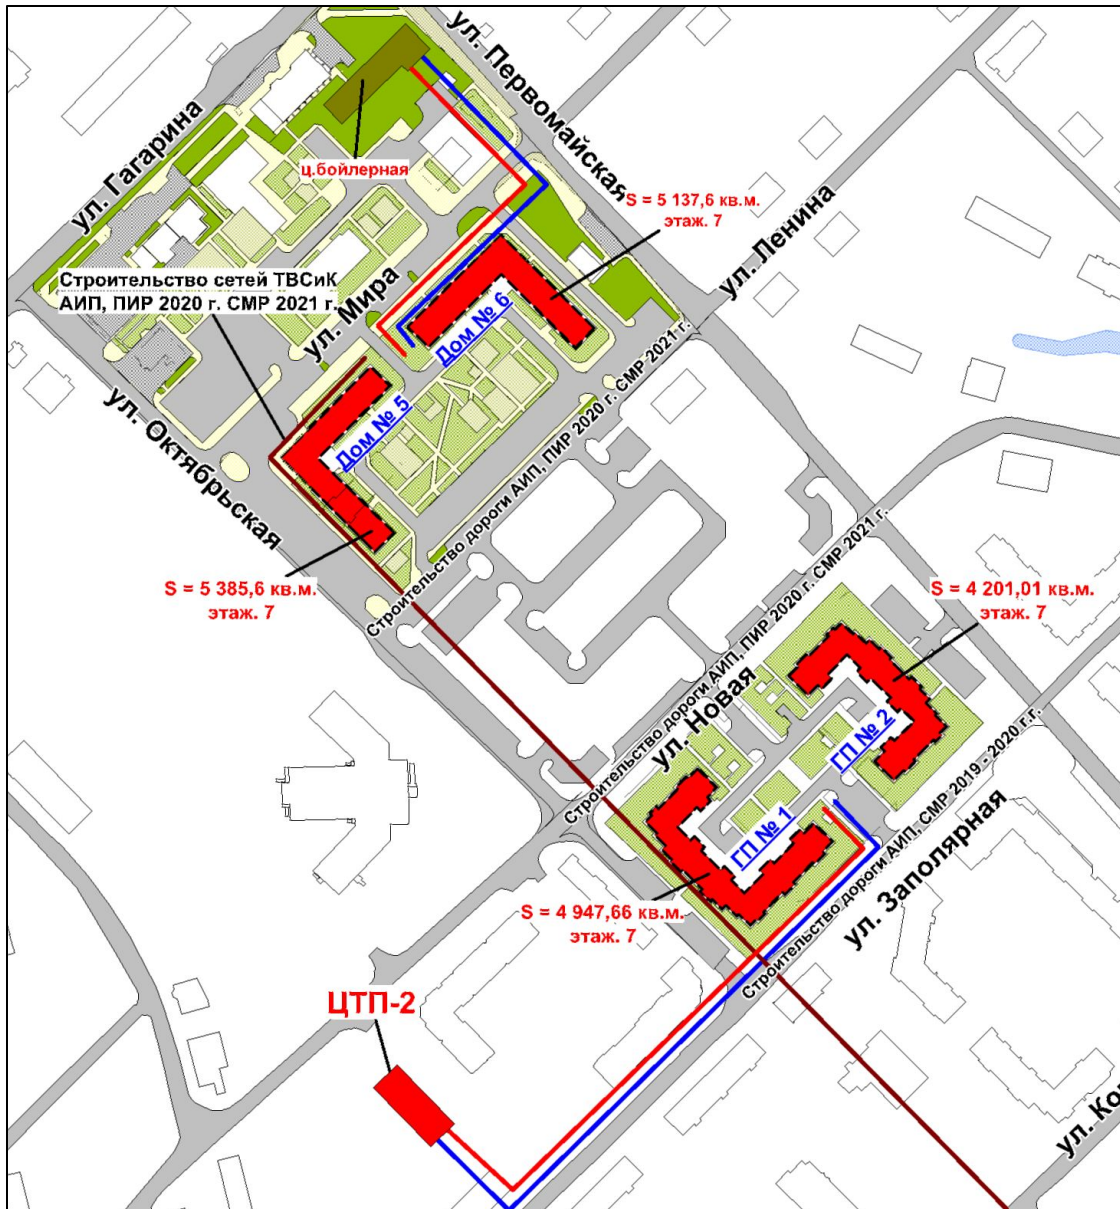 ул. Первомайская
ул. Гагарина
ц.бойлерная
S = 5 137,6 кв.м.
этаж. 7
ул. Ленина
Строительство сетей ТВСиК
АИП, ПИР 2020 г. СМР 2021 г.
ул. Мира
Дом № 6
ул. Октябрьская
Дом № 5
Строительство дороги АИП, ПИР 2020 г. СМР 2021 г.
S = 5 385,6 кв.м.
этаж. 7
Строительство дороги АИП, ПИР 2020 г. СМР 2021 г.
S = 4 201,01 кв.м.
этаж. 7
ул. Новая
ГП № 2
ГП № 1
Строительство дороги АИП, СМР 2019 - 2020 г.г.
ул. Заполярная
S = 4 947,66 кв.м.
этаж. 7
ЦТП-2
ул. Ко